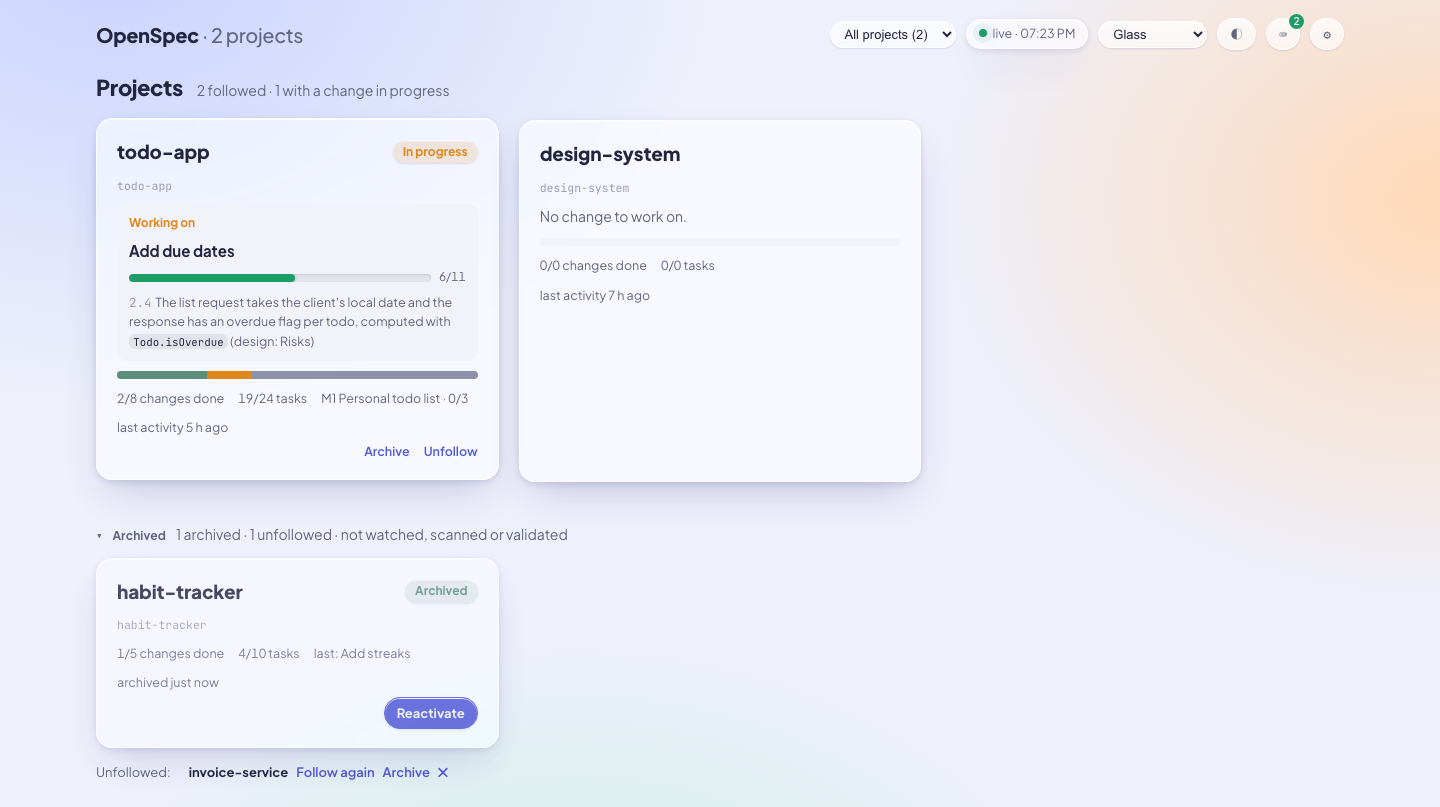 OpenSpec · 2 projects
All projects (2)
live · 07:23 PM
Glass
2
Projects
2 followed · 1 with a change in progress
todo-app
In progress
todo-app
Working on
Add due dates
6/11
2.4 The list request takes the client's local date and the
response has an overdue flag per todo, computed with
Todo.isOverdue (design: Risks)
2/8 changes done
19/24 tasks
M1 Personal todo list · 0/3
last activity 5 h ago
Archive
Unfollow
design-system
design-system
No change to work on.
0/0 changes done
0/0 tasks
last activity 7 h ago
Archived
1 archived · 1 unfollowed · not watched, scanned or validated
habit-tracker
Archived
habit-tracker
1/5 changes done
4/10 tasks
last: Add streaks
archived just now
Reactivate
Unfollowed:
invoice-service
Follow again
Archive